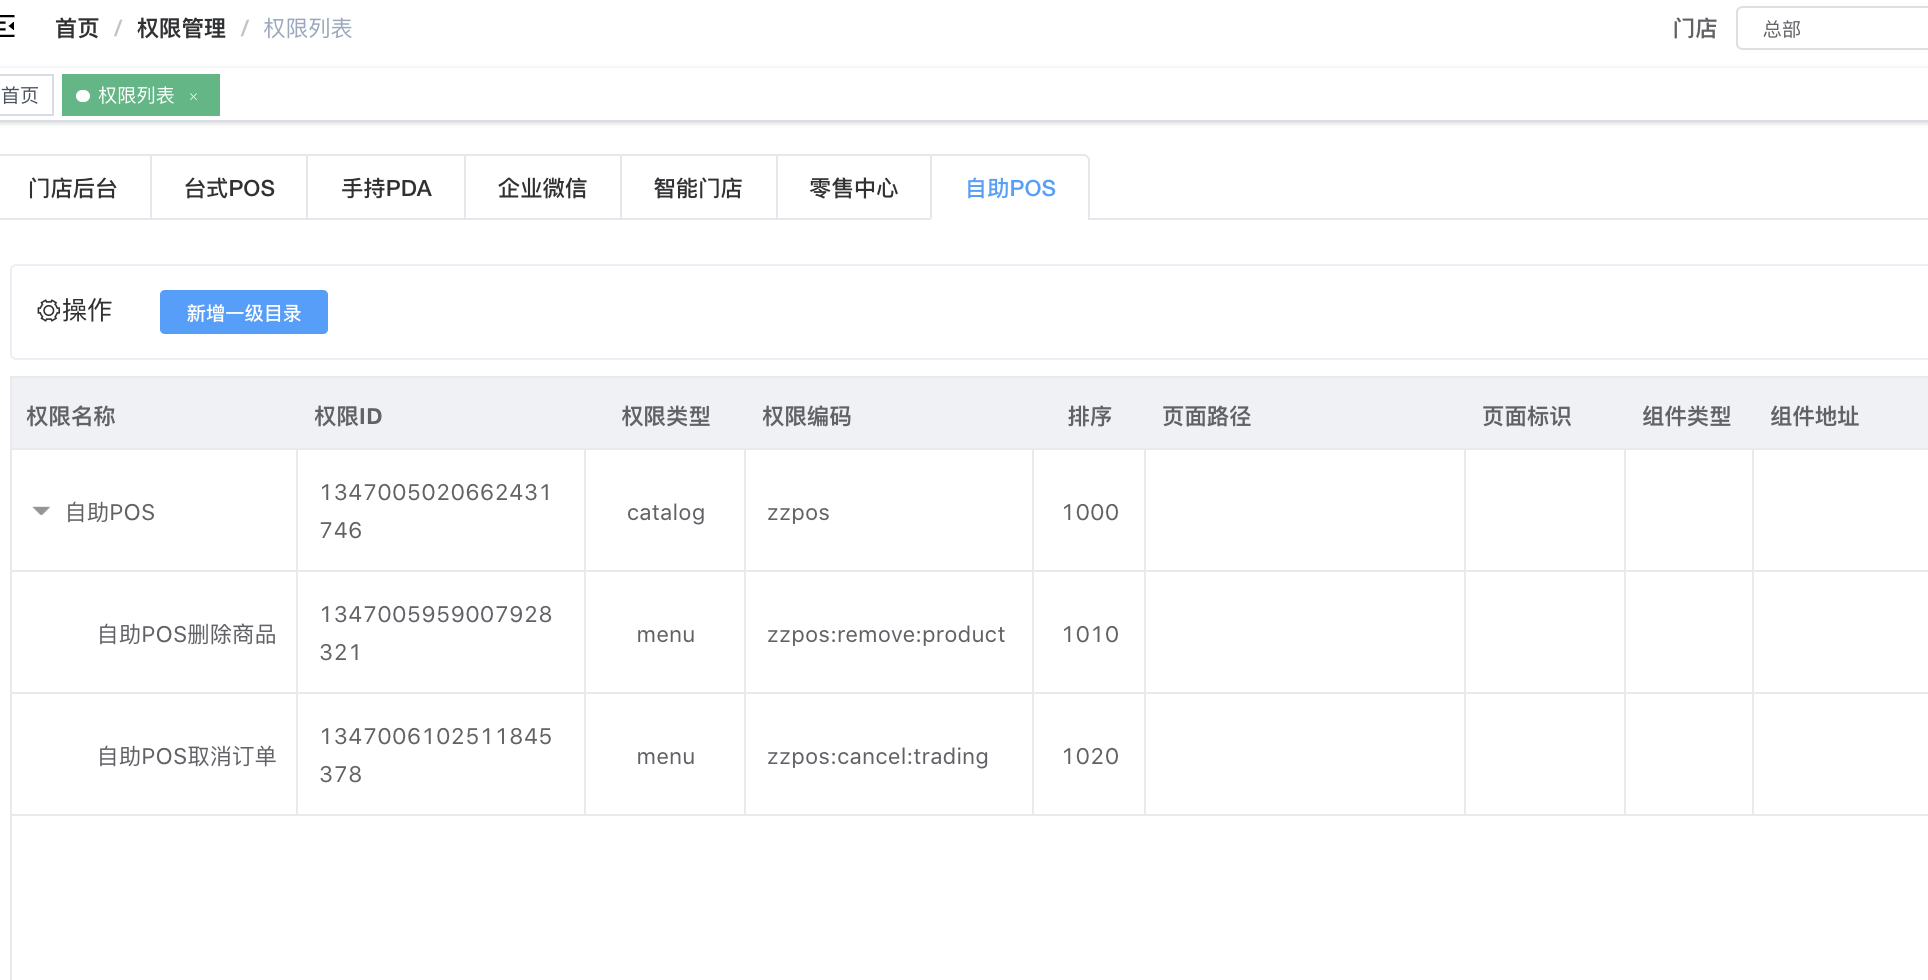 首页 / 权限管理 / 权限列表 门店 总部
首页 权限列表 ×
门店后台 台式POS 手持PDA 企业微信 智能门店 零售中心 自助POS
操作 新增一级目录
权限名称 权限ID 权限类型 权限编码 排序 页面路径 页面标识 组件类型 组件地址
自助POS 1347005020662431746 catalog zzpos 1000
自助POS删除商品 1347005959007928321 menu zzpos:remove:product 1010
自助POS取消订单 1347006102511845378 menu zzpos:cancel:trading 1020